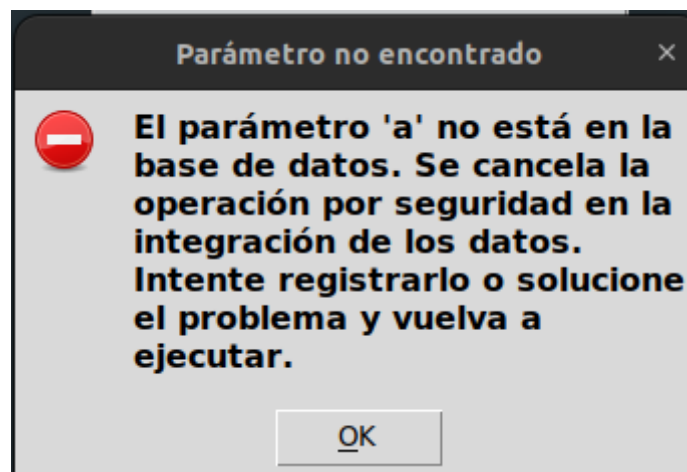 Parámetro no encontrado ×
El parámetro 'a' no está en la
base de datos. Se cancela la
operación por seguridad en la
integración de los datos.
Intente registrarlo o solucione
el problema y vuelva a
ejecutar.
OK